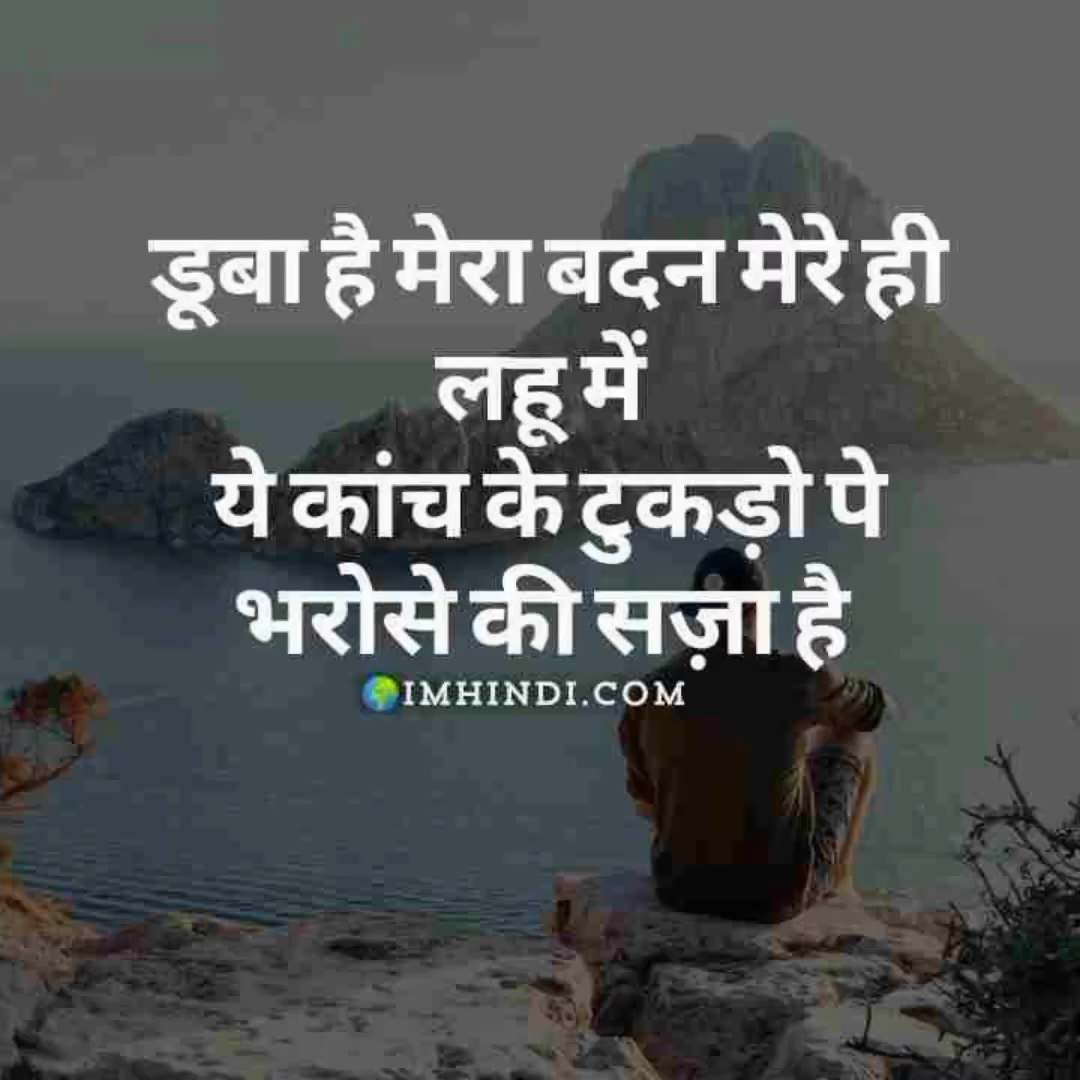 डूबा है मेरा बदन मेरे ही
लहू में
ये कांच के टुकड़ो पे
भरोसे की सज़ा है
IMHINDI.COM